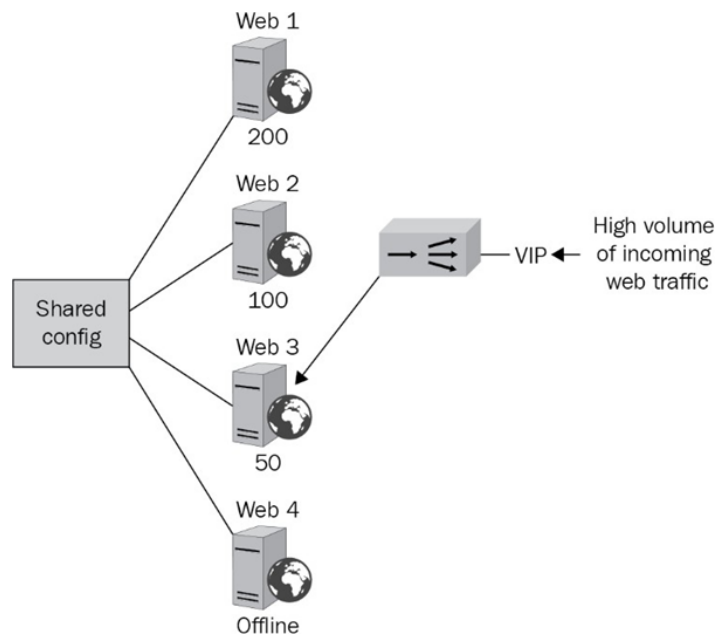 Web 1
200
Web 2
100
Shared
config
Web 3
50
Web 4
Offline
VIP
High volume
of incoming
web traffic